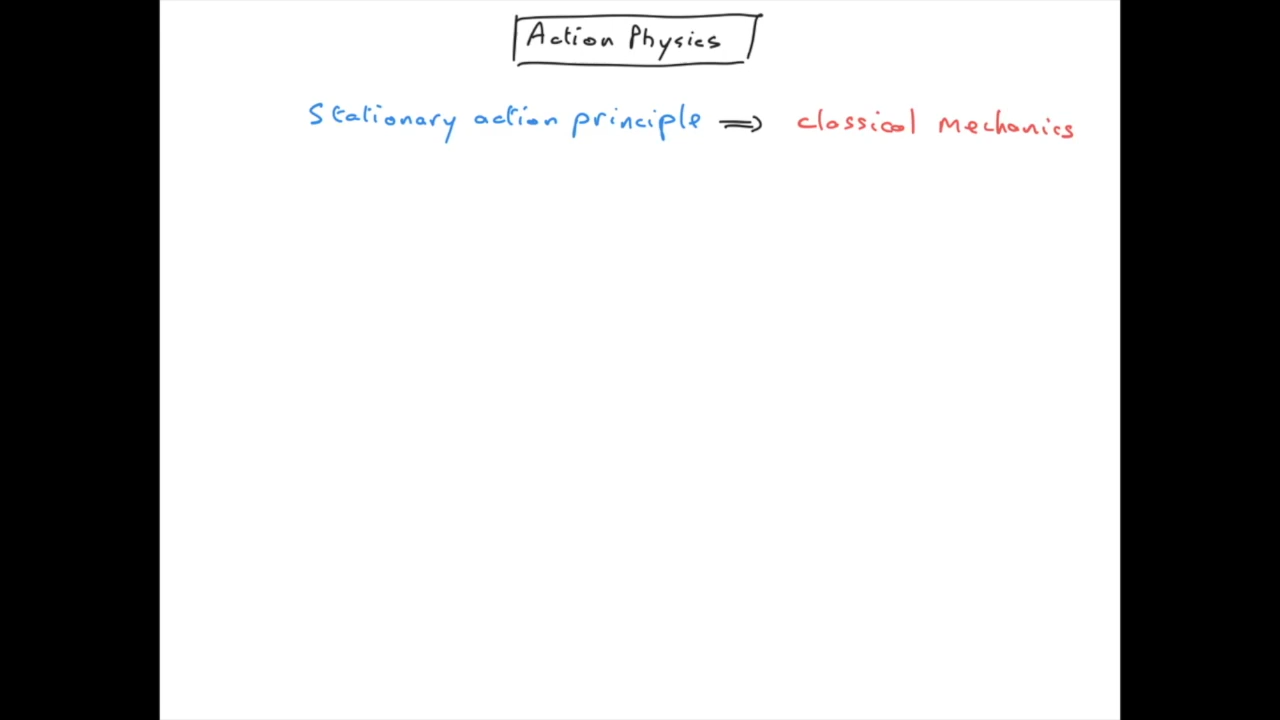 Action Physics
Stationary action principle ⇒ classical mechanics